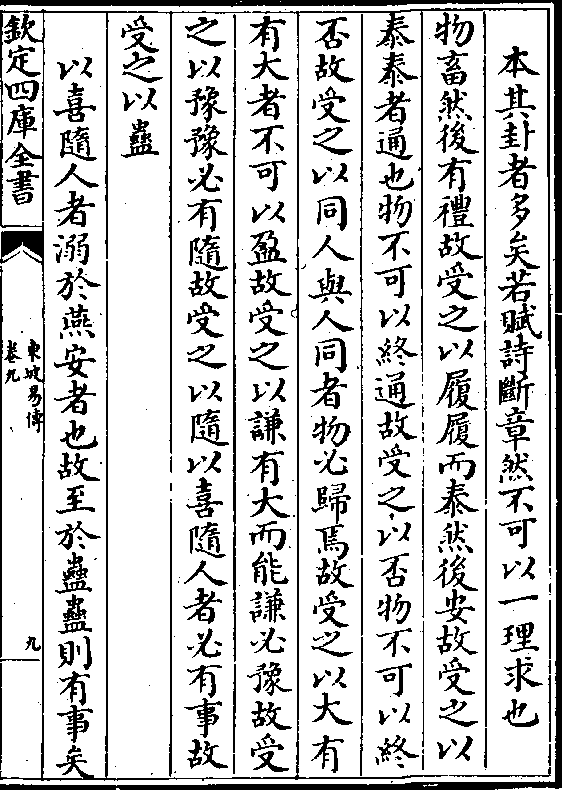 本其卦者多矣若賦詩斷章然不可以一理求也
物畜然後有禮故受之以履履而泰然後安故受之以
泰泰者通也物不可以終通故受之以否物不可以終
否故受之以同人與人同者物必歸焉故受之以大有
有大者不可以盈故受之以謙有大而能謙必豫故受
之以豫豫必有隨故受之以隨以喜隨人者必有事故
受之以蠱
以喜隨人者溺於燕安者也故至於蠱蠱則有事矣
欽定四庫全書
東坡易傳
卷九
九